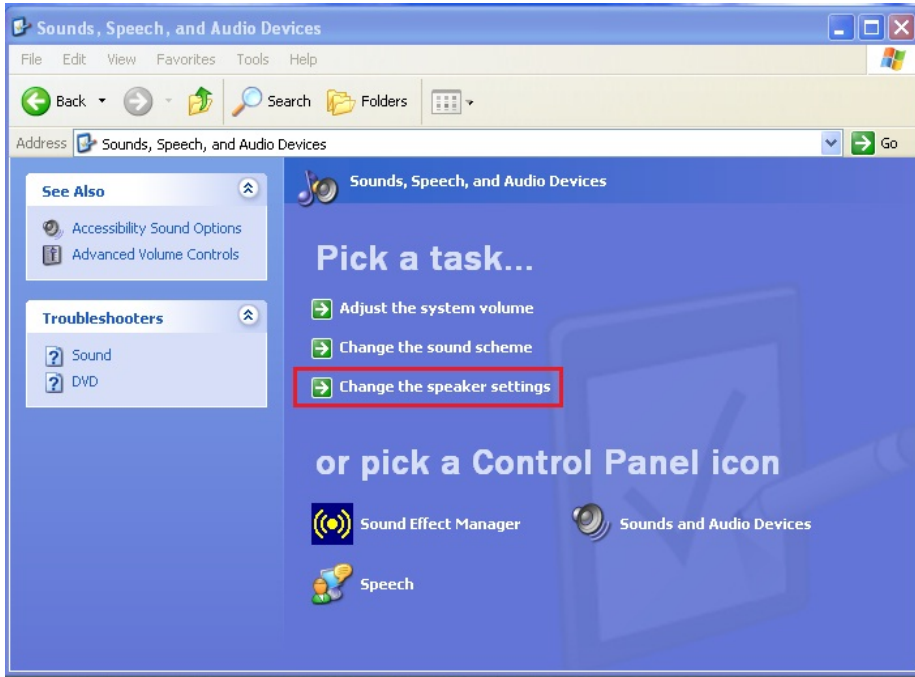 Sounds, Speech, and Audio Devices
File Edit View Favorites Tools Help
Back Search Folders
Address Sounds, Speech, and Audio Devices Go
See Also
Accessibility Sound Options
Advanced Volume Controls
Troubleshooters
Sound
DVD
Sounds, Speech, and Audio Devices
Pick a task...
Adjust the system volume
Change the sound scheme
Change the speaker settings
or pick a Control Panel icon
Sound Effect Manager Sounds and Audio Devices
Speech